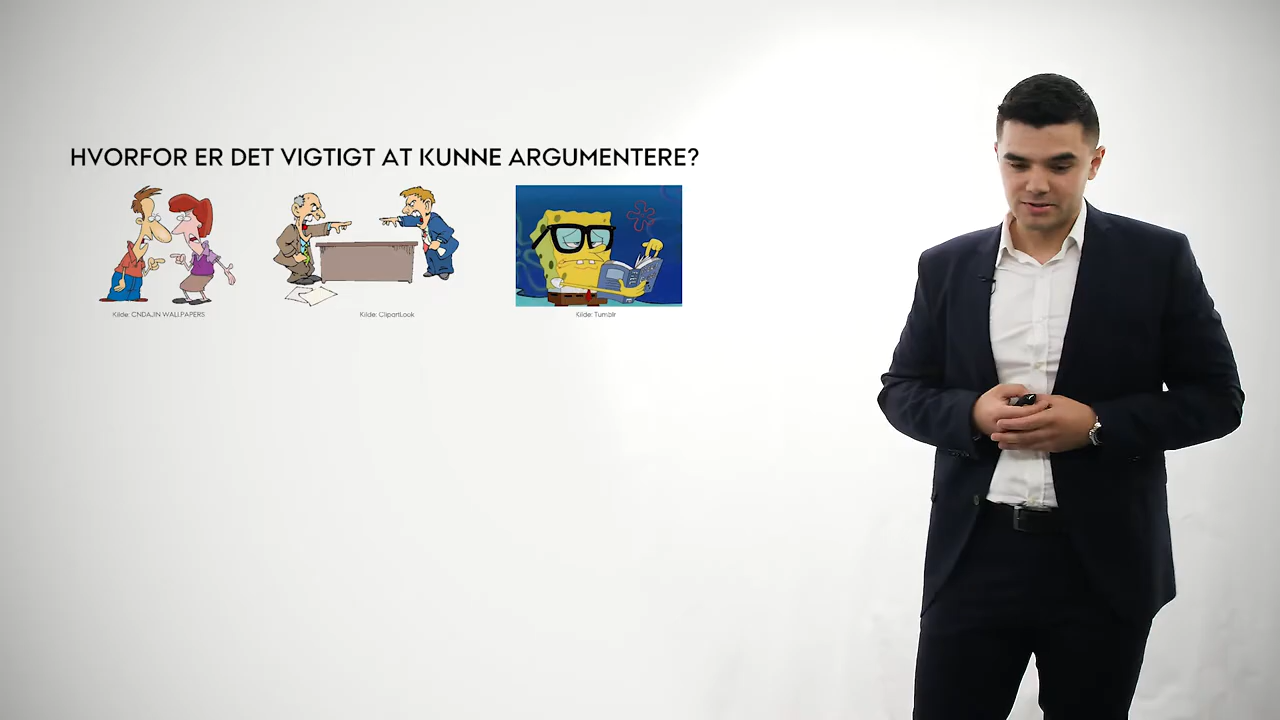 HVORFOR ER DET VIGTIGT AT KUNNE ARGUMENTERE?
Kilde: CNDAJIN WALLPAPERS
Kilde: ClipartLook
Kilde: Tumblr